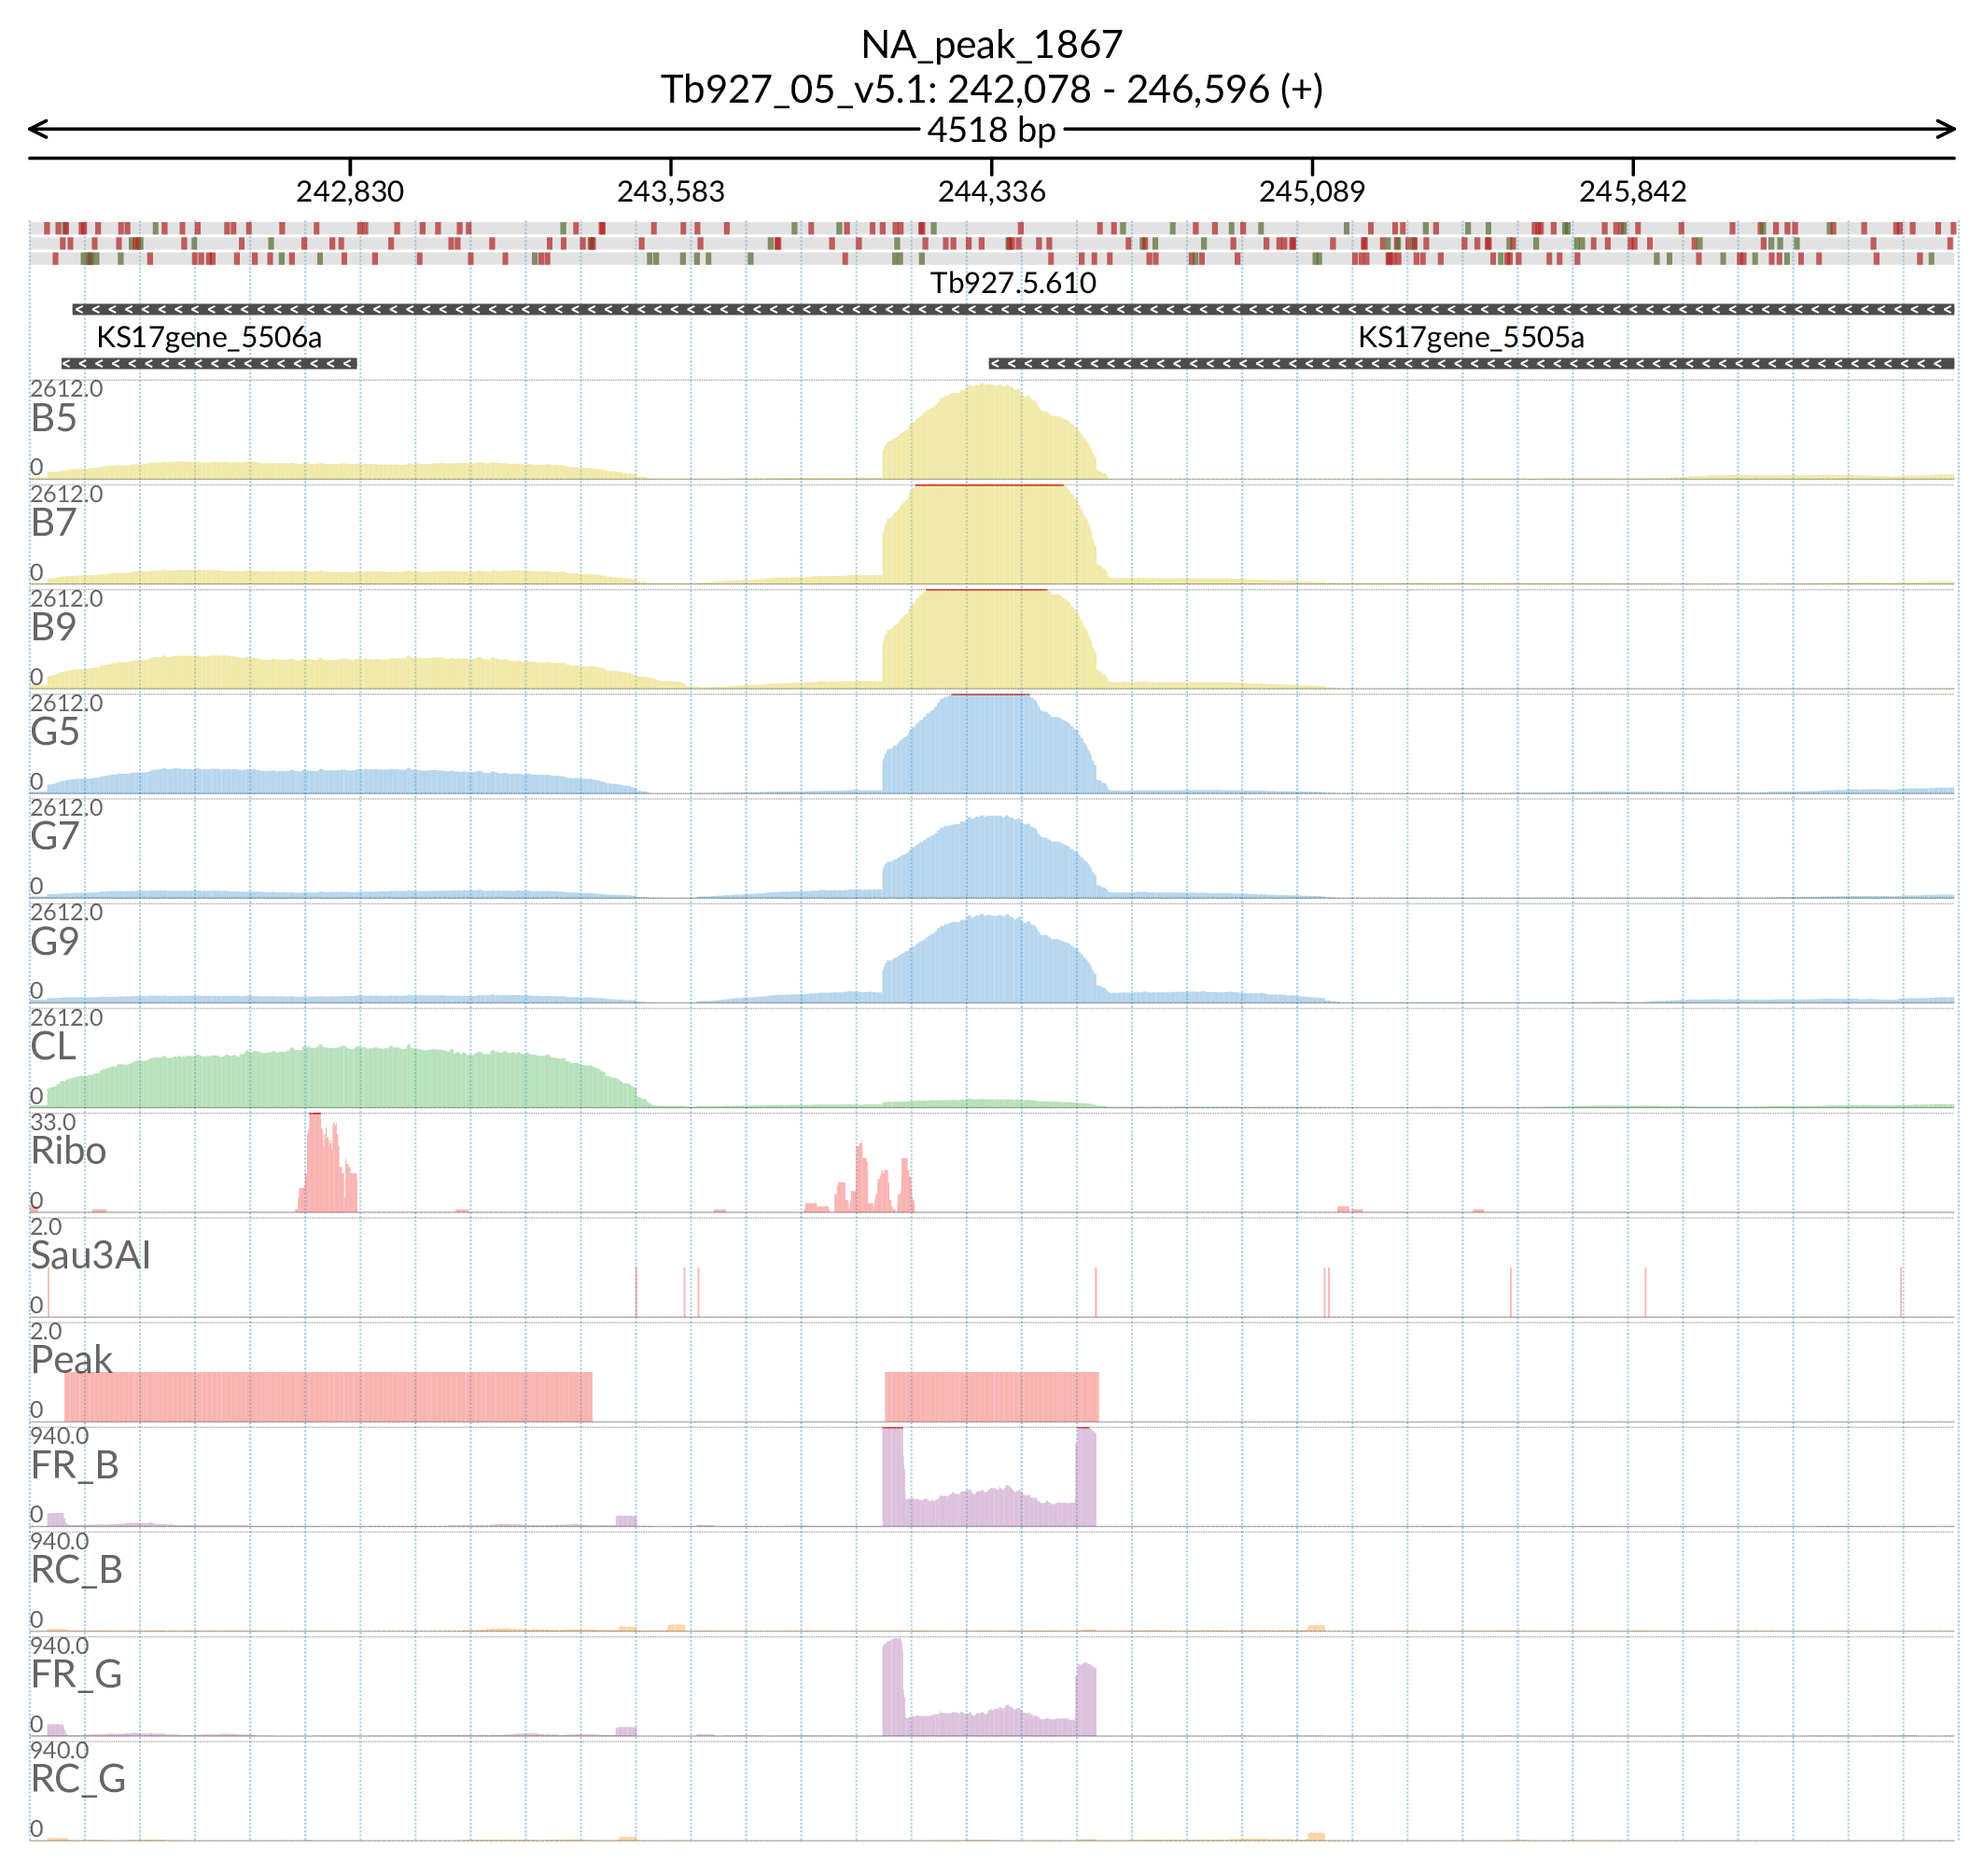 NA_peak_1867
Tb927_05_v5.1: 242,078 - 246,596 (+)
4518 bp
242,830 243,583 244,336 245,089 245,842
Tb927.5.610
KS17gene_5506a KS17gene_5505a
2612.0
B5
0
2612.0
B7
0
2612.0
B9
0
2612.0
G5
0
2612.0
G7
0
2612.0
G9
0
2612.0
CL
0
33.0
Ribo
0
2.0
Sau3AI
0
2.0
Peak
0
940.0
FR_B
0
940.0
RC_B
0
940.0
FR_G
0
940.0
RC_G
0